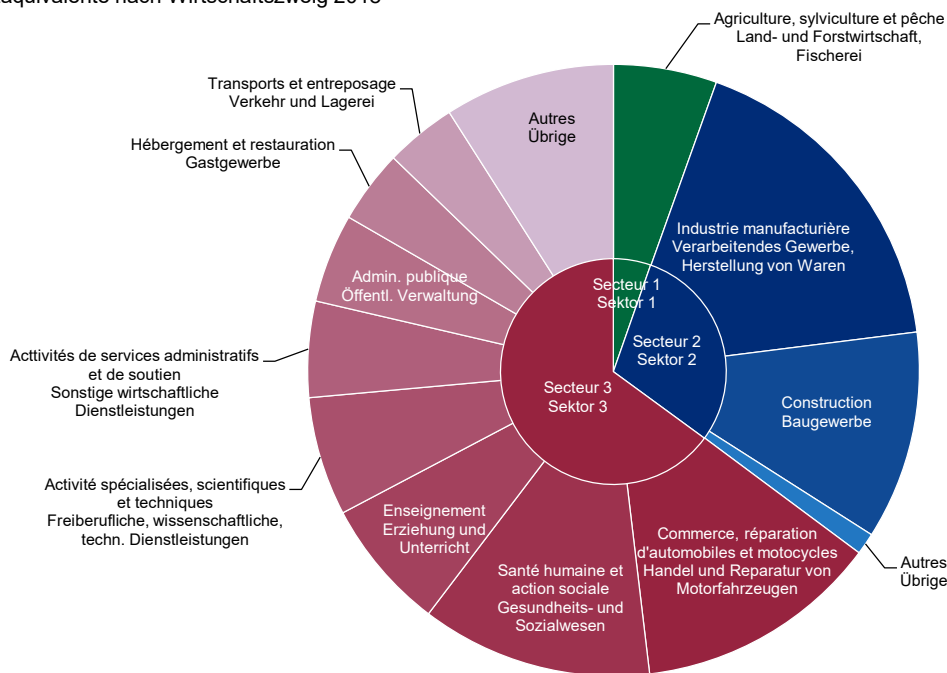 nach Wirtschaftszweig
Agriculture, sylviculture et pêche
Land- und Forstwirtschaft,
Fischerei
Transports et entreposage
Verkehr und Lagerei
Autres
Übrige
Hébergement et restauration
Gastgewerbe
Industrie manufacturière
Verarbeitendes Gewerbe,
Herstellung von Waren
Admin. publique
Öffentl. Verwaltung
Secteur 1
Sektor 1
Secteur 2
Sektor 2
Acttivités de services administratifs
et de soutien
Sonstige wirtschaftliche
Dienstleistungen
Secteur 3
Sektor 3
Construction
Baugewerbe
Activité spécialisées, scientifiques
et techniques
Freiberufliche, wissenschaftliche,
techn. Dienstleistungen
Enseignement
Erziehung und
Unterricht
Commerce, réparation
d'automobiles et motocycles
Handel und Reparatur von
Motorfahrzeugen
Santé humaine et
action sociale
Gesundheits- und
Sozialwesen
Autres
Übrige